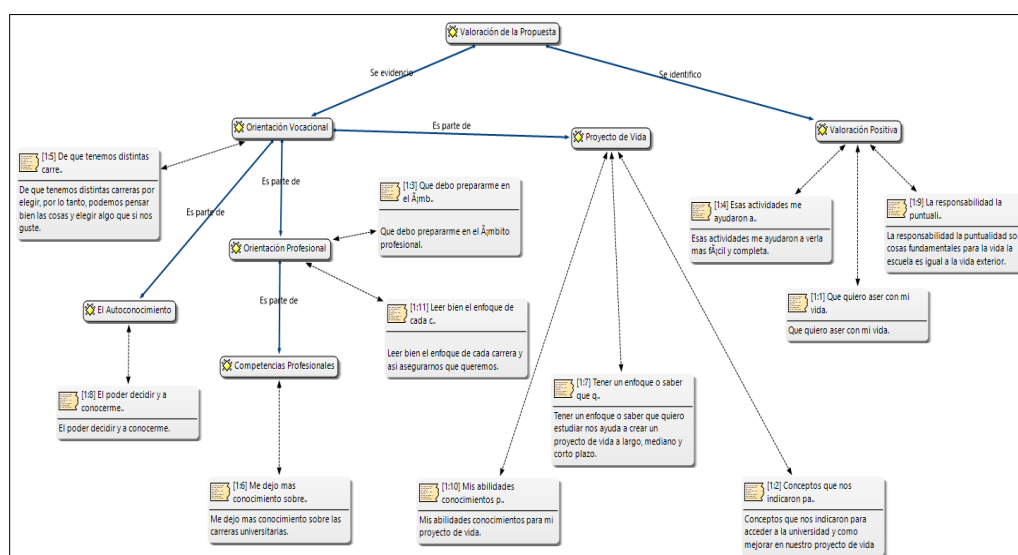 Valoración de la Propuesta
Se evidencio
Se identifico
Orientación Vocacional
Es parte de
Proyecto de Vida
Valoración Positiva
[1:5] De que tenemos distintas
carre..
De que tenemos distintas carreras por
elegir, por lo tanto, podemos pensar
bien las cosas y elegir algo que si nos
guste.
Es parte de
Es parte de
[1:3] Que debo prepararme en
el Ã¡mb..
Que debo prepararme en el Ã¡mbito
profesional.
[1:4] Esas actividades me
ayudaron a..
Esas actividades me ayudaron a verla
mas fÃ¡cil y completa.
[1:9] La responsabilidad la
puntuali..
La responsabilidad la puntualidad so
cosas fundamentales para la vida la
escuela es igual a la vida exterior.
Orientación Profesional
Es parte de
El Autoconocimiento
[1:11] Leer bien el enfoque de
cada c..
Leer bien el enfoque de cada carrera y
asi asegurarnos que queremos.
[1:1] Que quiero aser con mi
vida.
Que quiero aser con mi vida.
Competencias Profesionales
[1:8] El poder decidir y a
conocerme..
El poder decidir y a conocerme.
[1:7] Tener un enfoque o saber
que q..
Tener un enfoque o saber que quiero
estudiar nos ayuda a crear un
proyecto de vida a largo, mediano y
corto plazo.
[1:6] Me dejo mas
conocimiento sobre..
Me dejo mas conocimiento sobre las
carreras universitarias.
[1:10] Mis abilidades
conocimientos p..
Mis abilidades conocimientos para mi
proyecto de vida.
[1:2] Conceptos que nos
indicaron pa..
Conceptos que nos indicaron para
acceder a la universidad y como
mejorar en nuestro proyecto de vida